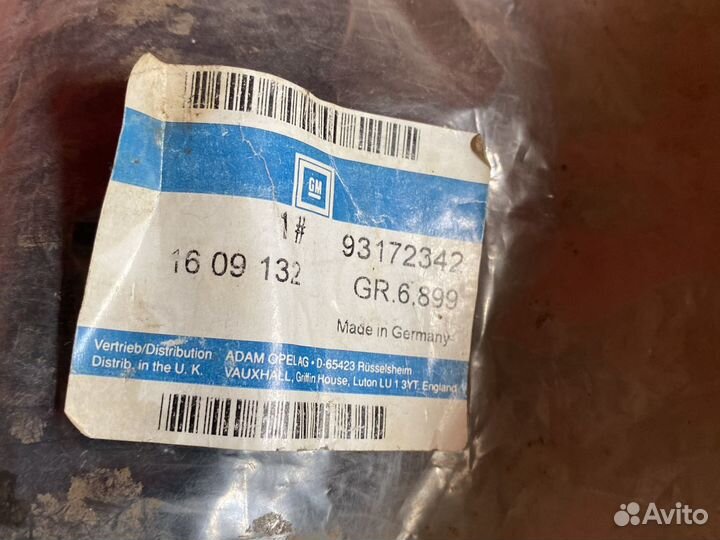 GM
1# 93172342
16 09 132 GR.6.899
Made in Germany
Vertrieb/Distribution ADAM OPEL AG • D-65423 Rüsselsheim
Distrib. in the U. K. VAUXHALL, Griffin House, Luton LU 1 3YT England
Avito